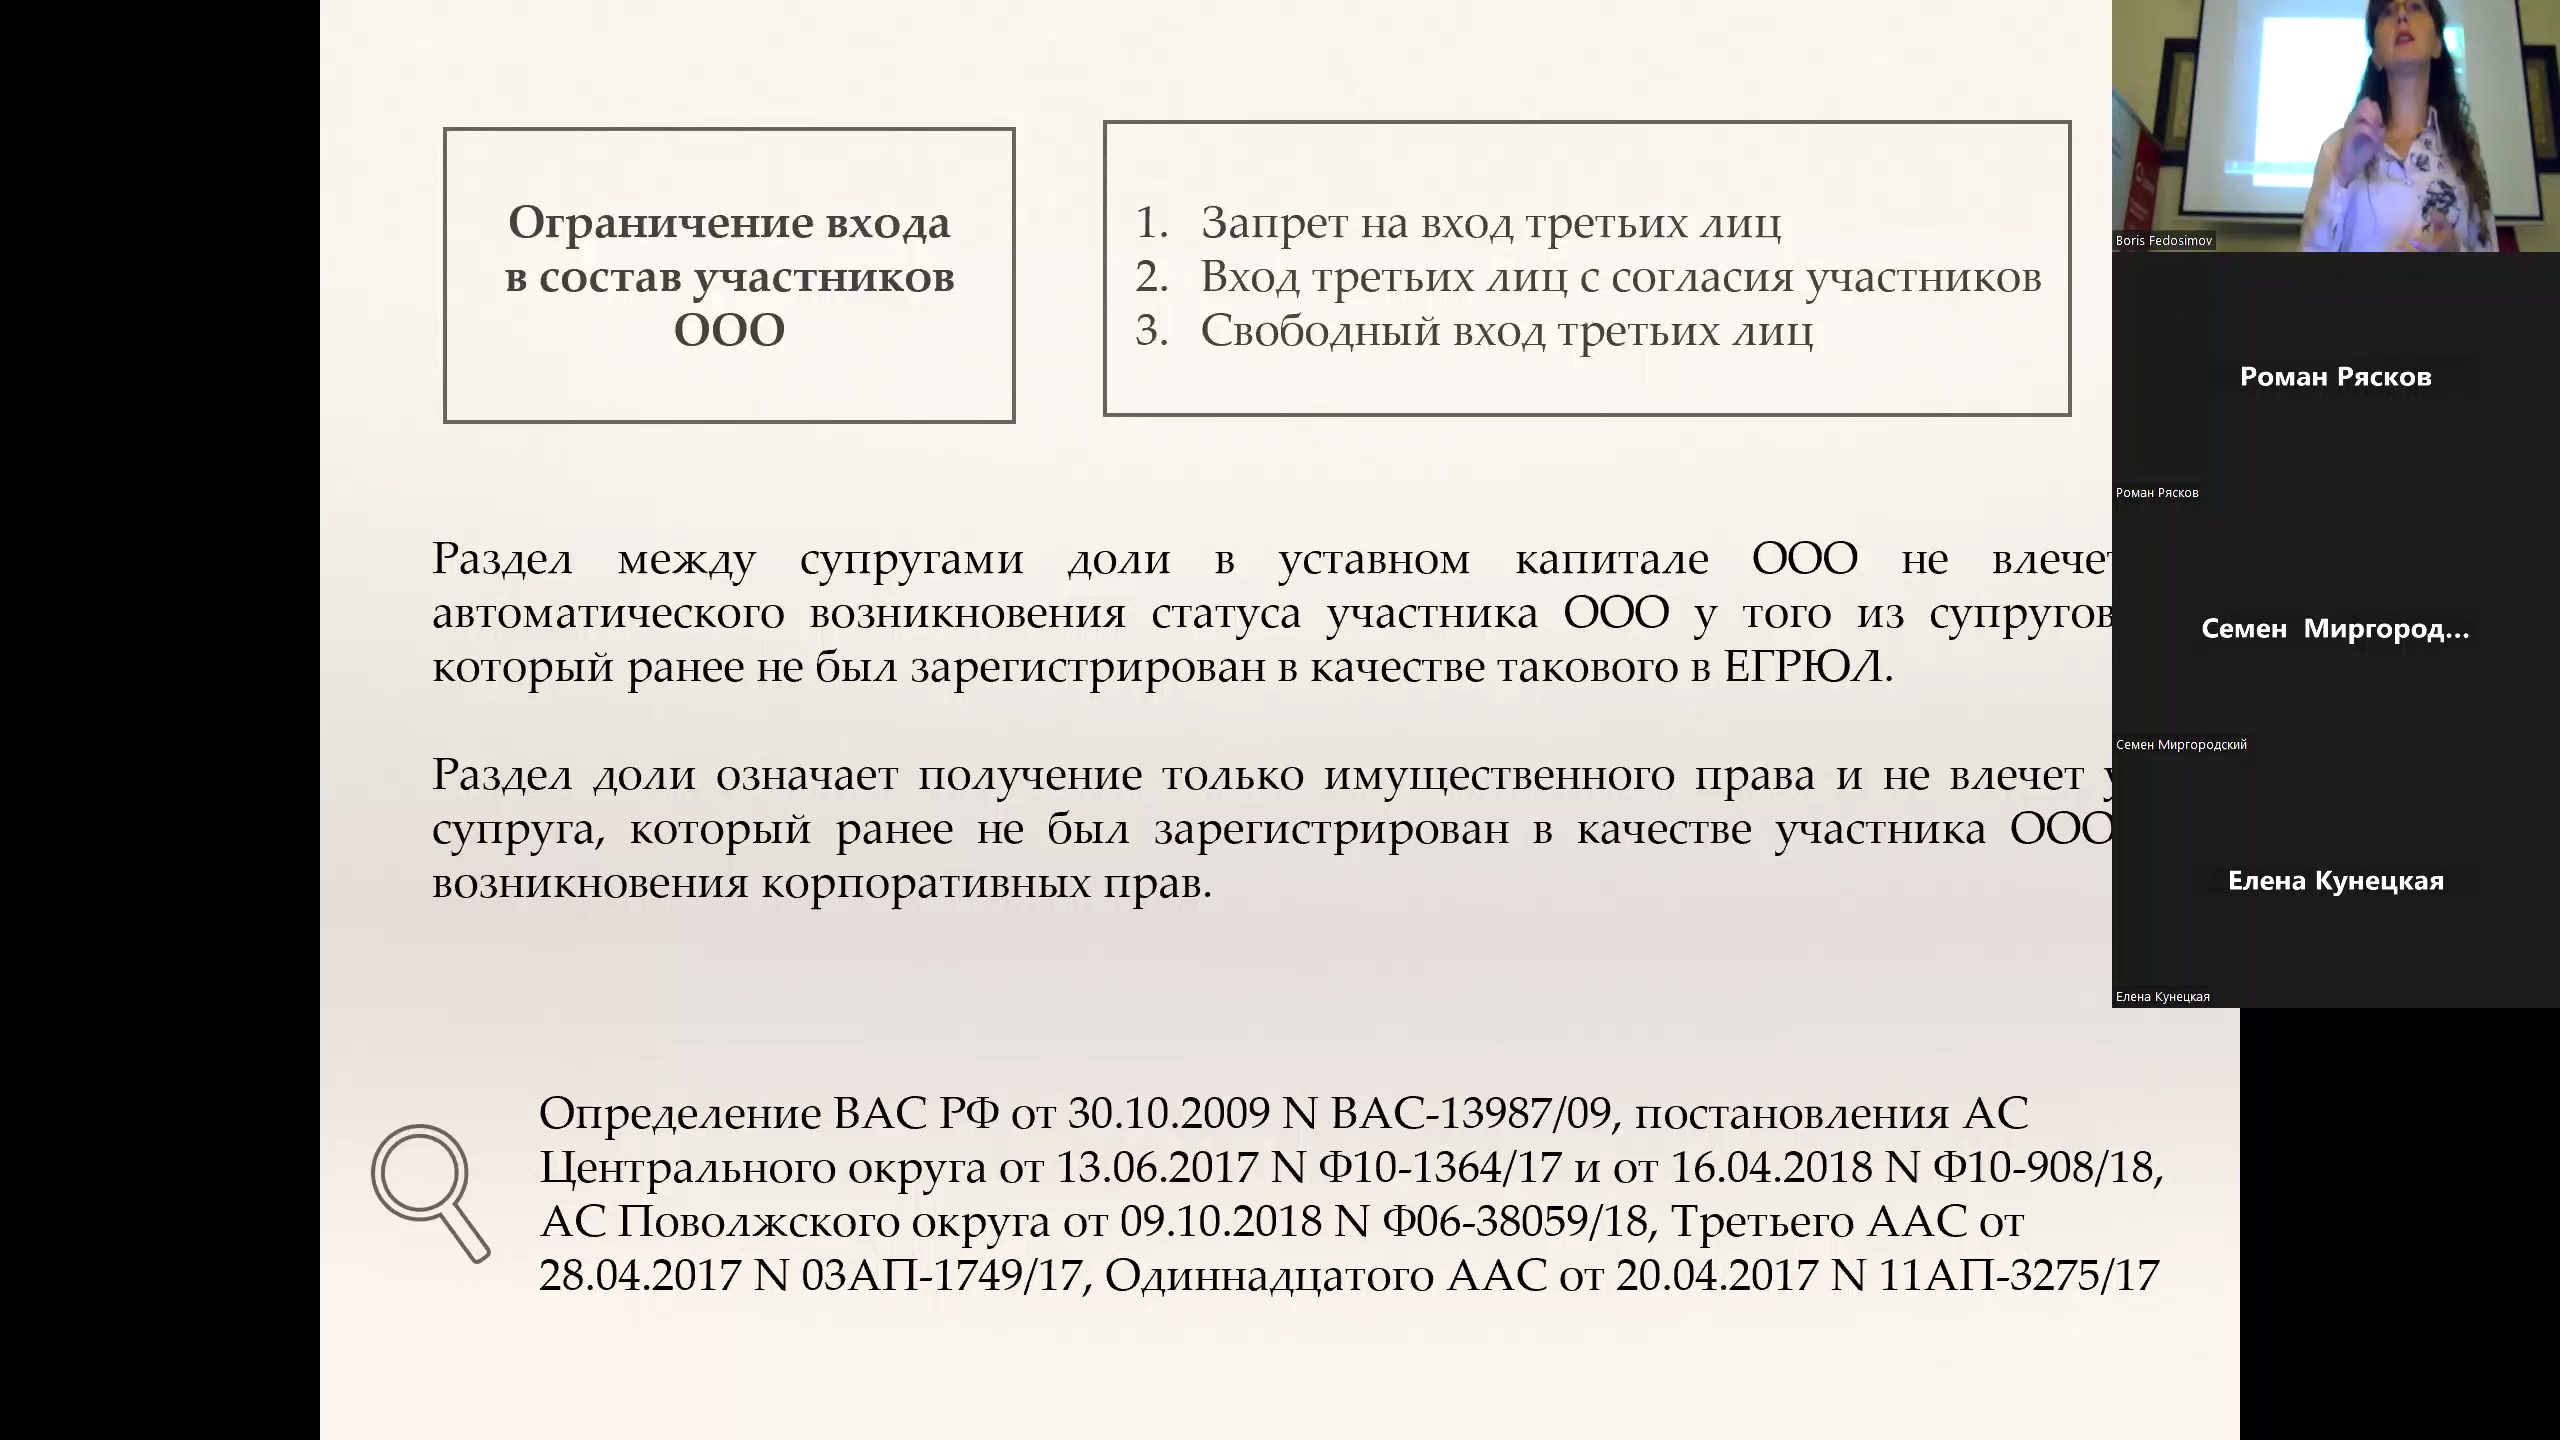 Ограничение входа
в состав участников
ООО
1. Запрет на вход третьих лиц
2. Вход третьих лиц с согласия участников
3. Свободный вход третьих лиц
Раздел между супругами доли в уставном капитале ООО не влечет
автоматического возникновения статуса участника ООО у того из супругов
который ранее не был зарегистрирован в качестве такового в ЕГРЮЛ.
Раздел доли означает получение только имущественного права и не влечет у
супруга, который ранее не был зарегистрирован в качестве участника ООО
возникновения корпоративных прав.
Определение ВАС РФ от 30.10.2009 N ВАС-13987/09, постановления АС
Центрального округа от 13.06.2017 N Ф10-1364/17 и от 16.04.2018 N Ф10-908/18,
АС Поволжского округа от 09.10.2018 N Ф06-38059/18, Третьего ААС от
28.04.2017 N 03АП-1749/17, Одиннадцатого ААС от 20.04.2017 N 11АП-3275/17
Boris Fedosimov
Роман Рясков
Роман Рясков
Семен Миргород...
Семен Миргородский
Елена Кунецкая
Елена Кунецкая